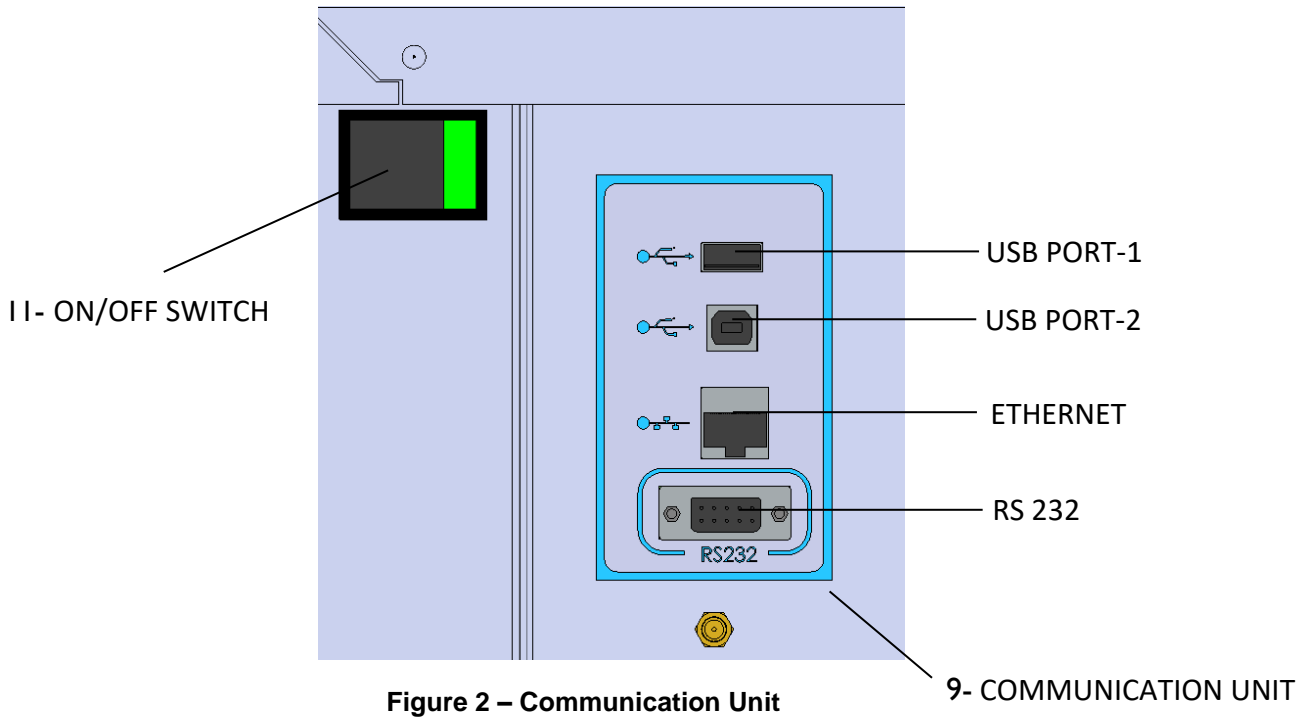 USB PORT-1
11- ON/OFF SWITCH
USB PORT-2
ETHERNET
RS 232
RS232
9- COMMUNICATION UNIT
Figure 2 – Communication Unit